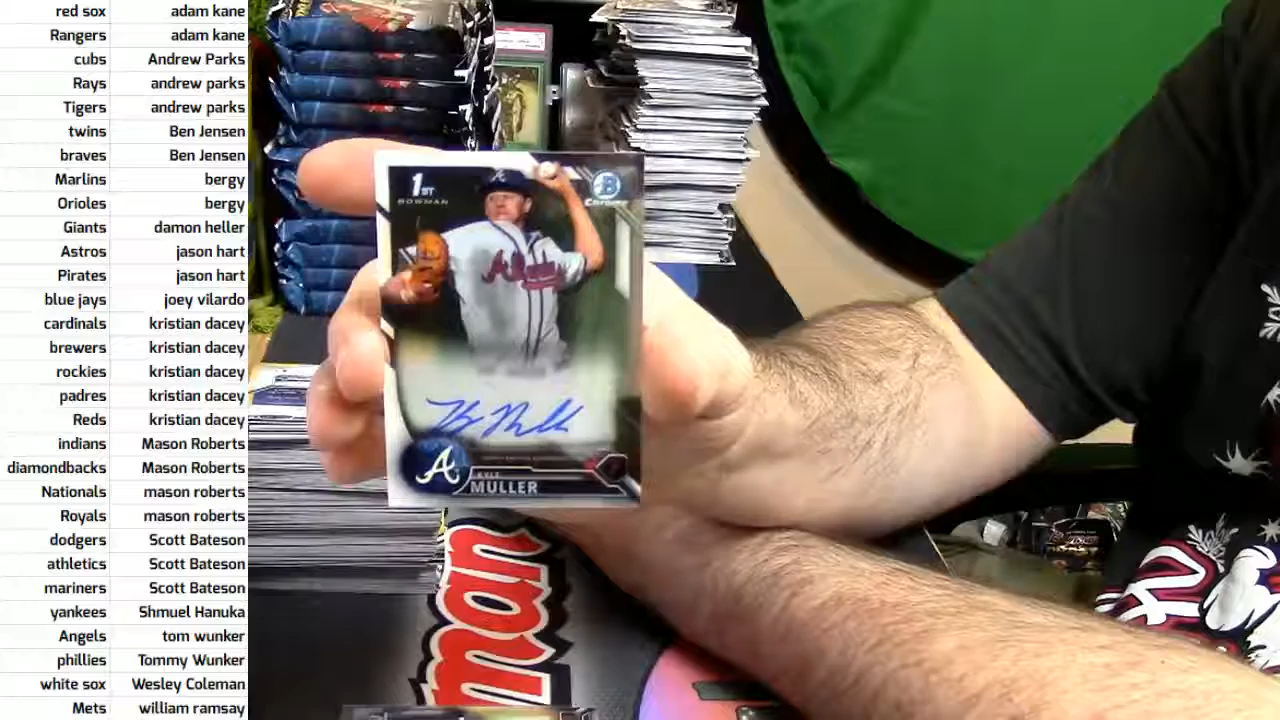 red sox adam kane
Rangers adam kane
cubs Andrew Parks
Rays andrew parks
Tigers andrew parks
twins Ben Jensen
braves Ben Jensen
Marlins bergy
Orioles bergy
Giants damon heller
Astros jason hart
Pirates jason hart
blue jays joey vilardo
cardinals kristian dacey
brewers kristian dacey
rockies kristian dacey
padres kristian dacey
Reds kristian dacey
indians Mason Roberts
diamondbacks Mason Roberts
Nationals mason roberts
Royals mason roberts
dodgers Scott Bateson
athletics Scott Bateson
mariners Scott Bateson
yankees Shmuel Hanuka
Angels tom wunker
phillies Tommy Wunker
white sox Wesley Coleman
Mets william ramsay
1ST
BOWMAN
B
Chrome
A
KYLE
MULLER
man